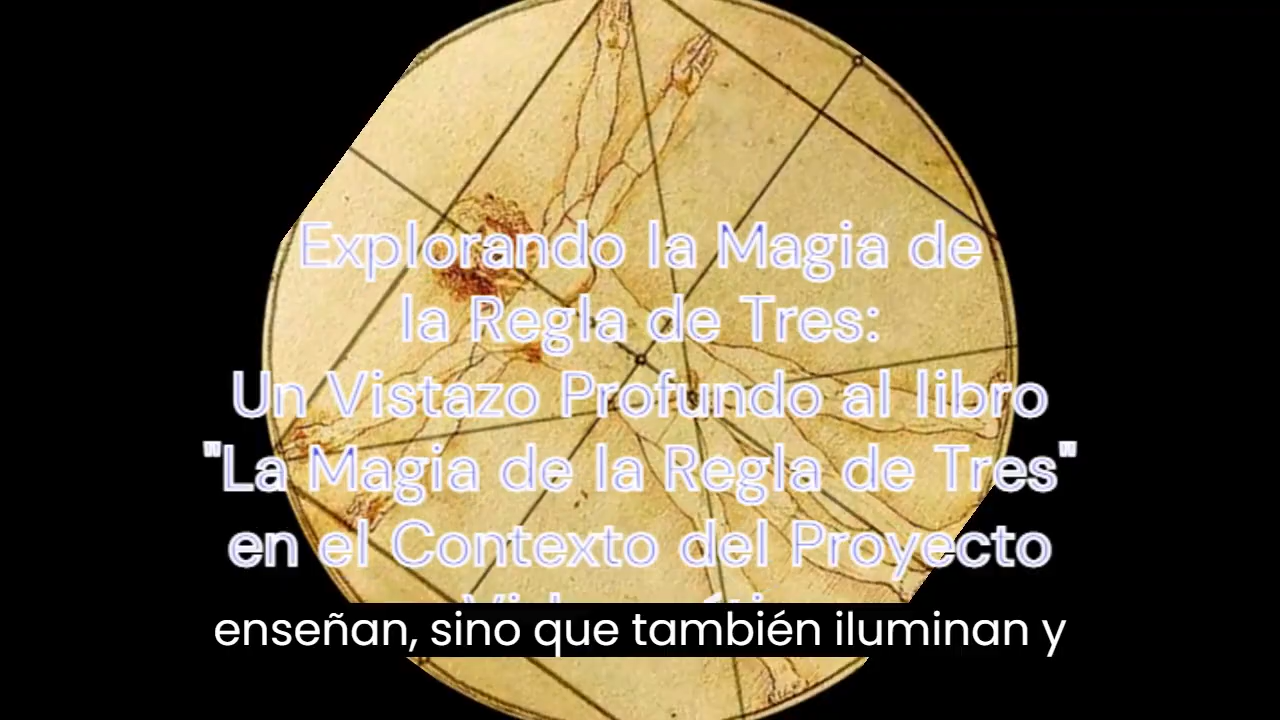 Explorando la Magia de
la Regla de Tres:
Un Vistazo Profundo al libro
"La Magia de la Regla de Tres"
en el Contexto del Proyecto
enseñan, sino que también iluminan y